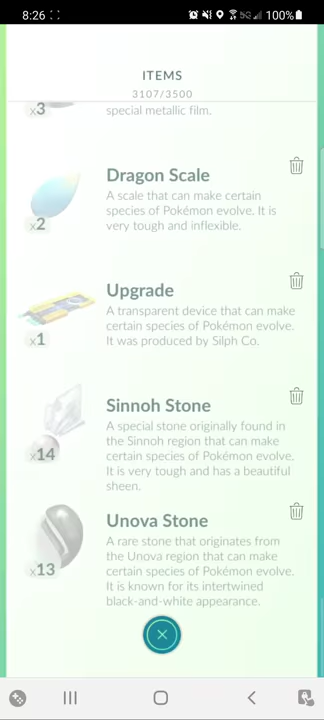 8:26
5G
100%
ITEMS
3107/3500
x3
special metallic film.
Dragon Scale
A scale that can make certain
species of Pokémon evolve. It is
very tough and inflexible.
x2
Upgrade
A transparent device that can make
certain species of Pokémon evolve.
It was produced by Silph Co.
x1
Sinnoh Stone
A special stone originally found in
the Sinnoh region that can make
certain species of Pokémon evolve.
It is very tough and has a beautiful
sheen.
x14
Unova Stone
A rare stone that originates from
the Unova region that can make
certain species of Pokémon evolve.
It is known for its intertwined
black-and-white appearance.
x13